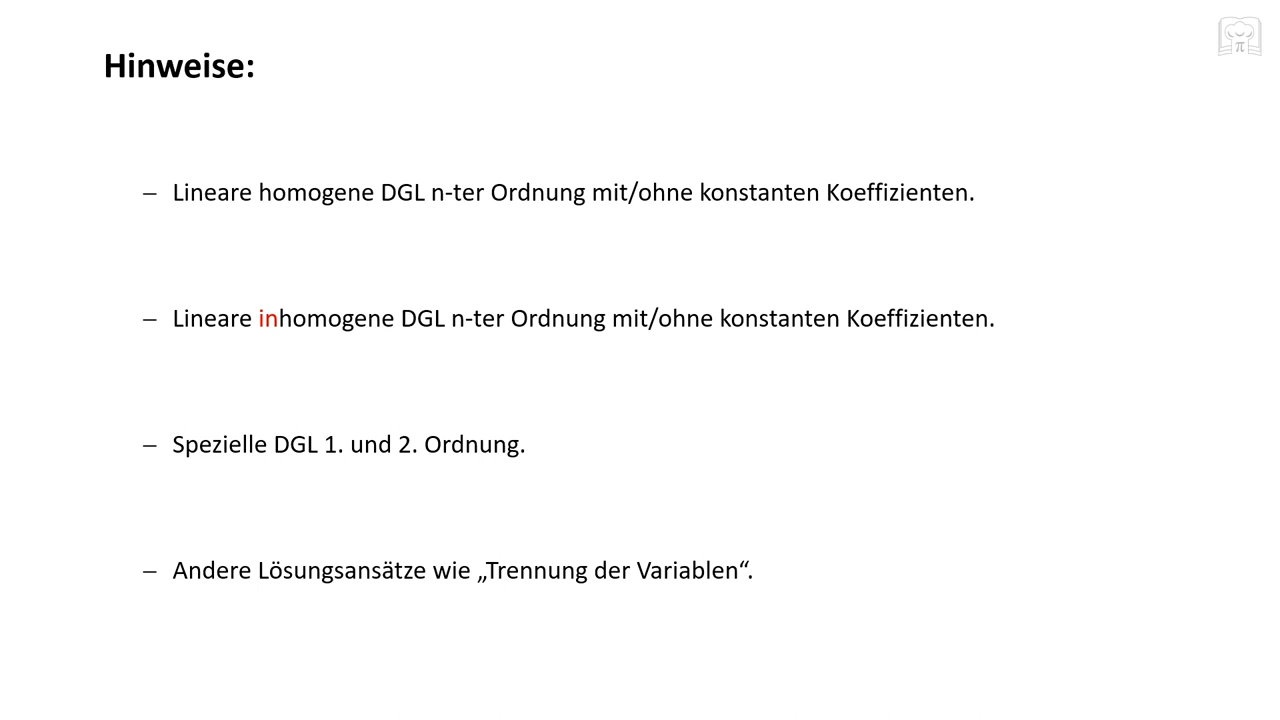 Hinweise:
– Lineare homogene DGL n-ter Ordnung mit/ohne konstanten Koeffizienten.
– Lineare inhomogene DGL n-ter Ordnung mit/ohne konstanten Koeffizienten.
– Spezielle DGL 1. und 2. Ordnung.
– Andere Lösungsansätze wie „Trennung der Variablen“.
π